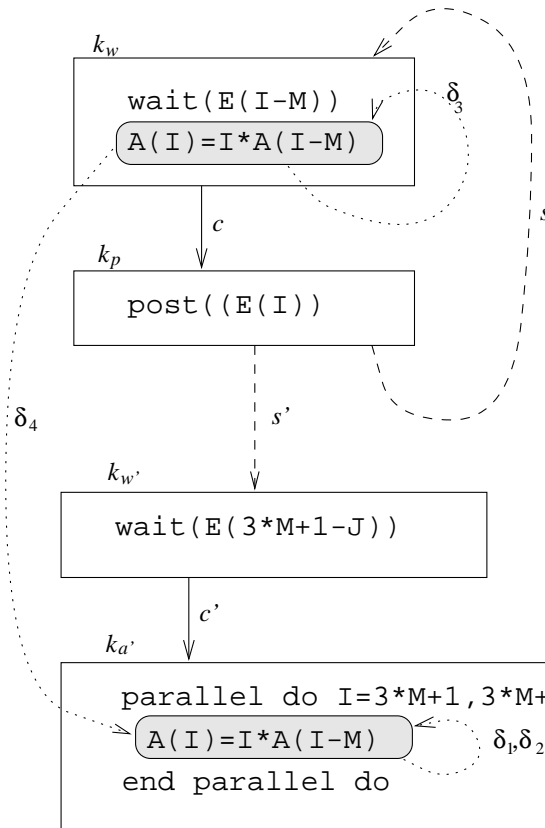 k_w
wait(E(I-M))
δ_3
A(I)=I*A(I-M)
s
c
k_p
post((E(I))
δ_4
s'
k_w'
wait(E(3*M+1-J))
c'
k_a'
parallel do I=3*M+1,3*M+
A(I)=I*A(I-M)
δ_1,δ_2
end parallel do